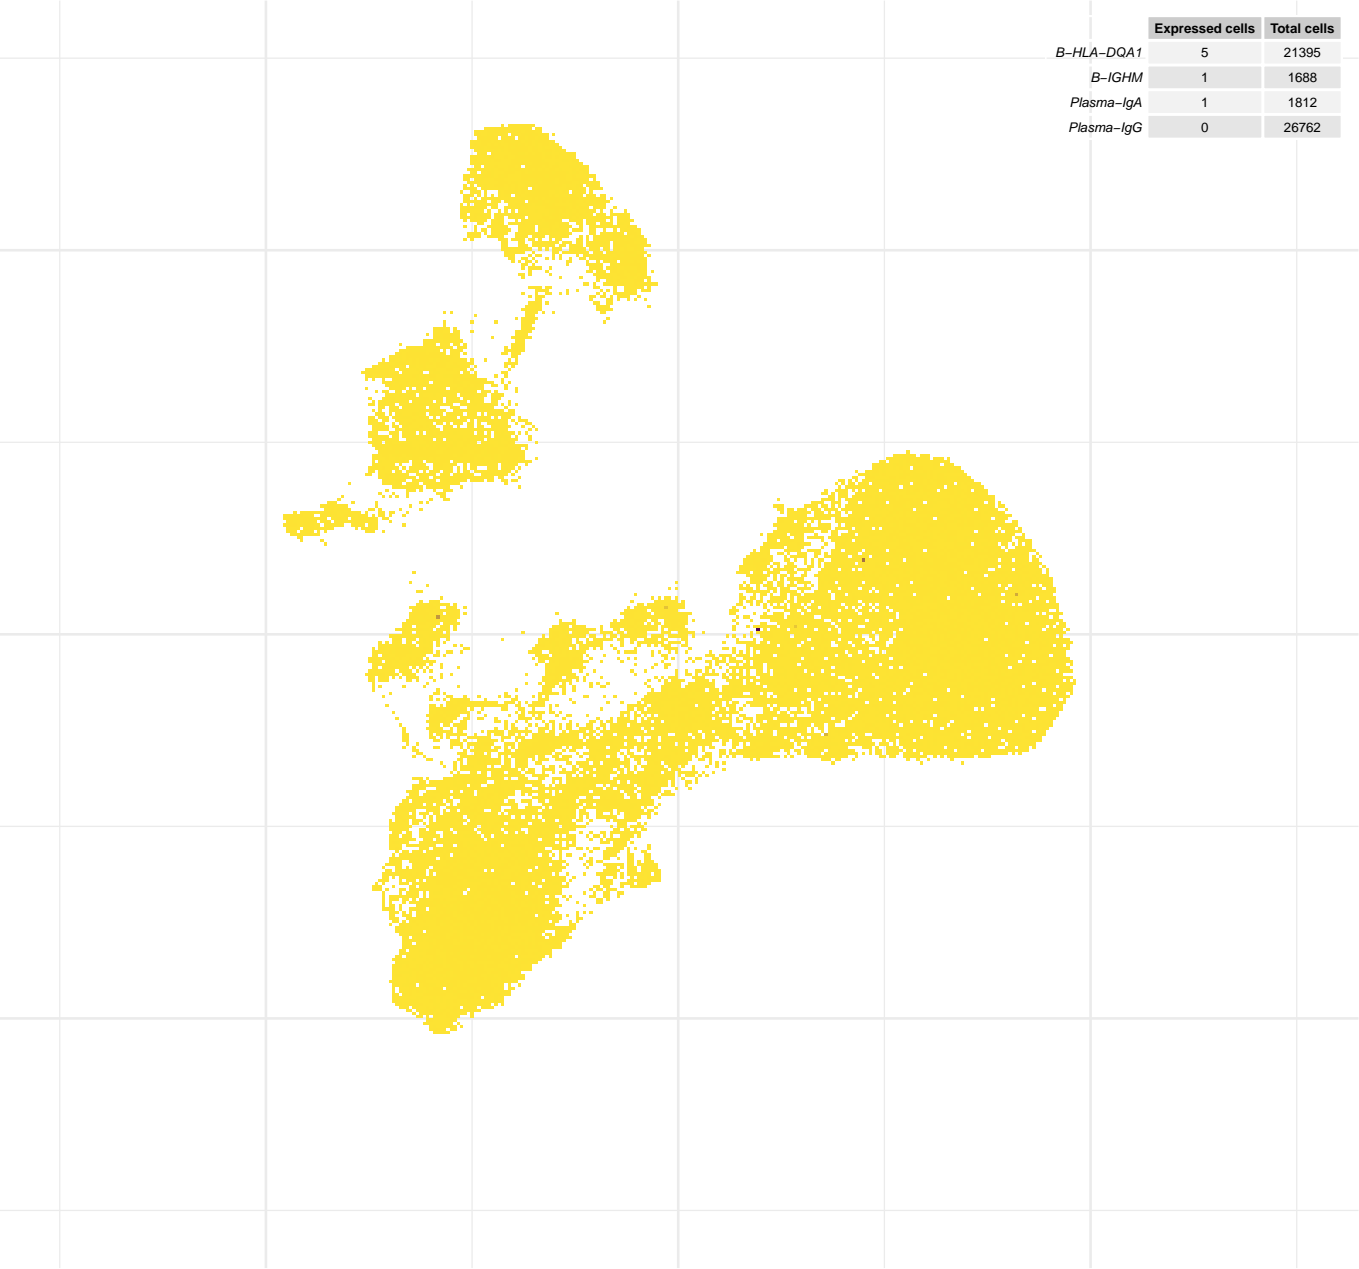 Expressed cells Total cells
B−HLA−DQA1 5 21395
B−IGHM 1 1688
Plasma−IgA 1 1812
Plasma−IgG 0 26762